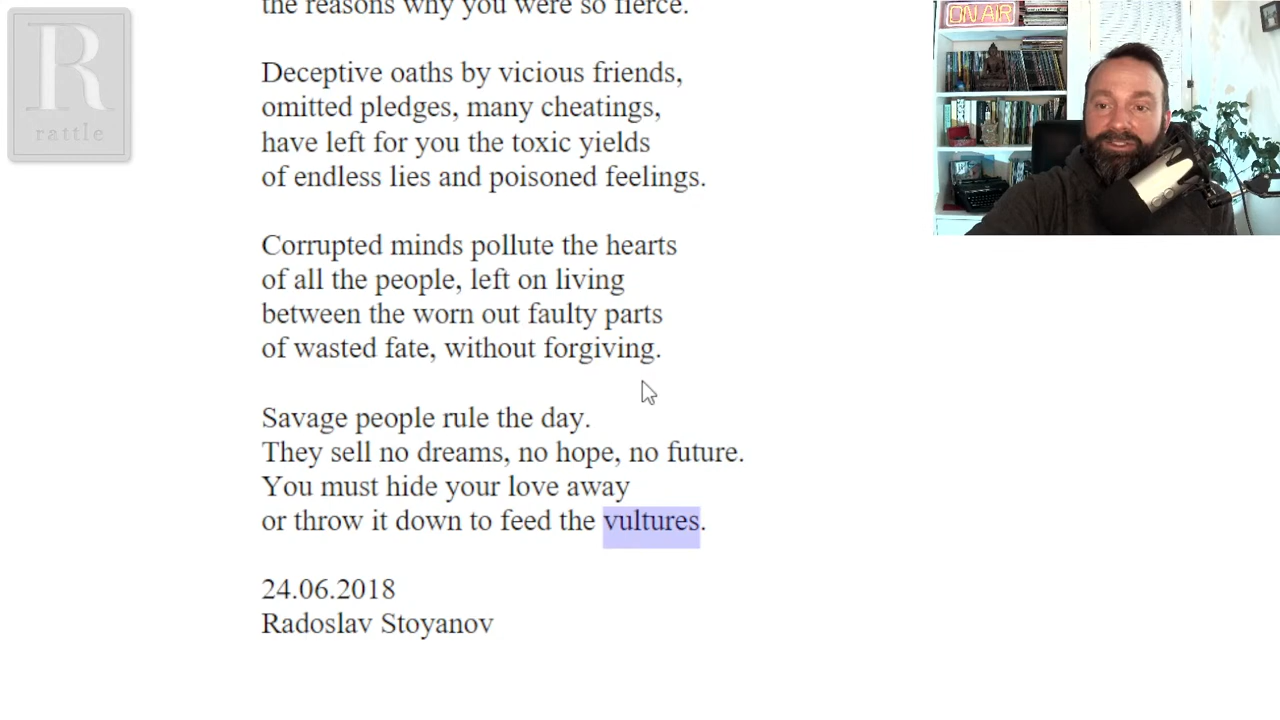 R
rattle
ON AIR
the reasons why you were so fierce.
Deceptive oaths by vicious friends,
omitted pledges, many cheatings,
have left for you the toxic yields
of endless lies and poisoned feelings.
Corrupted minds pollute the hearts
of all the people, left on living
between the worn out faulty parts
of wasted fate, without forgiving.
Savage people rule the day.
They sell no dreams, no hope, no future.
You must hide your love away
or throw it down to feed the vultures.
24.06.2018
Radoslav Stoyanov